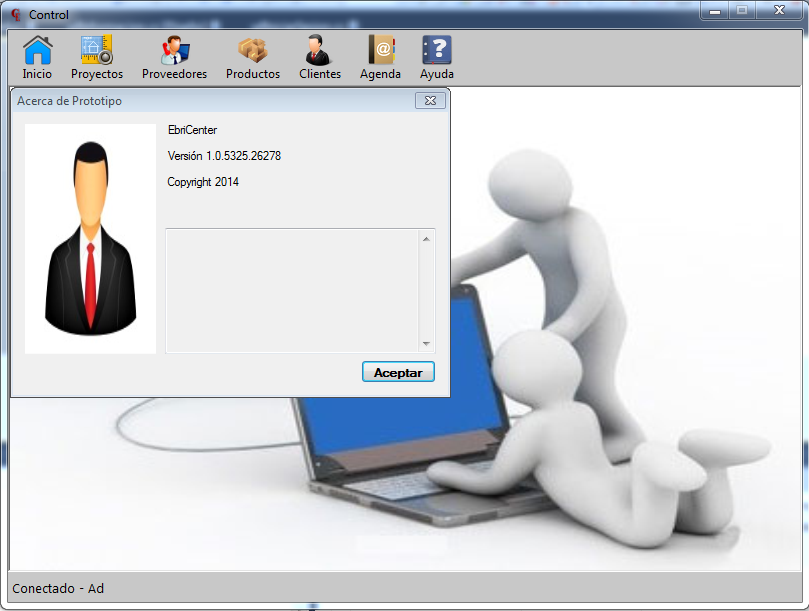 Control
Inicio Proyectos Proveedores Productos Clientes Agenda Ayuda
Acerca de Prototipo
EbriCenter
Versión 1.0.5325.26278
Copyright 2014
Aceptar
Conectado - Ad